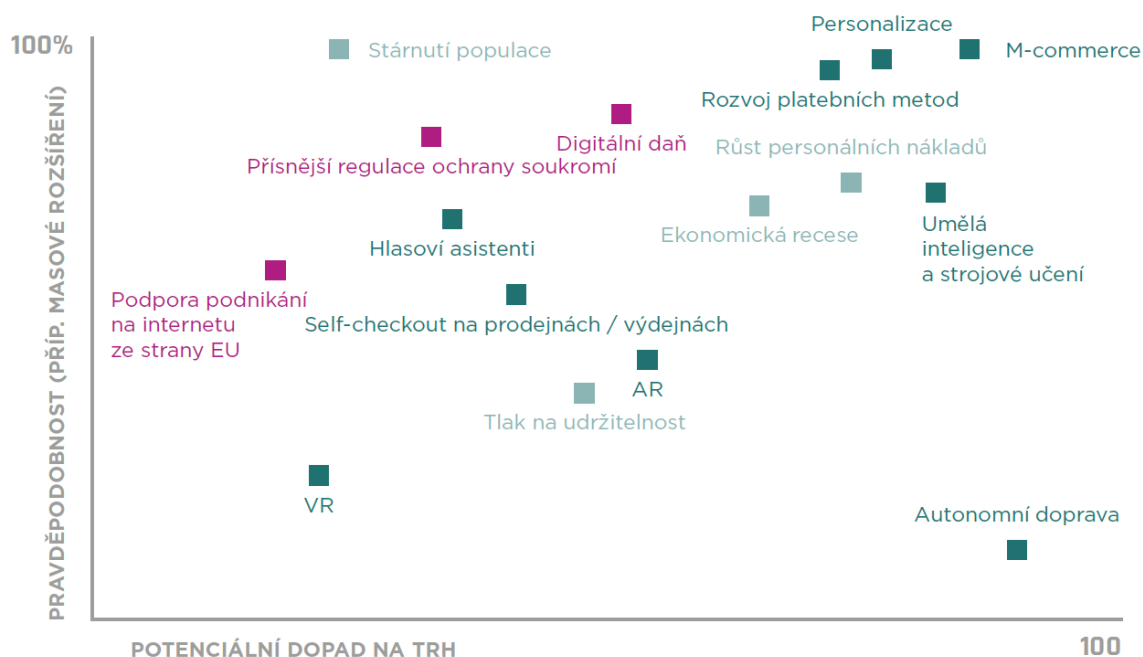 Personalizace
100%
Stárnutí populace
M-commerce
Rozvoj platebních metod
Digitální daň
Růst personálních nákladů
Přísnější regulace ochrany soukromí
Umělá
inteligence
a strojové učení
Ekonomická recese
Hlasoví asistenti
Podpora podnikání
na internetu
ze strany EU
Self-checkout na prodejnách / výdejnách
AR
Tlak na udržitelnost
VR
Autonomní doprava
PRAVDĚPODOBNOST (PŘÍP. MASOVÉ ROZŠÍŘENÍ)
POTENCIÁLNÍ DOPAD NA TRH
100